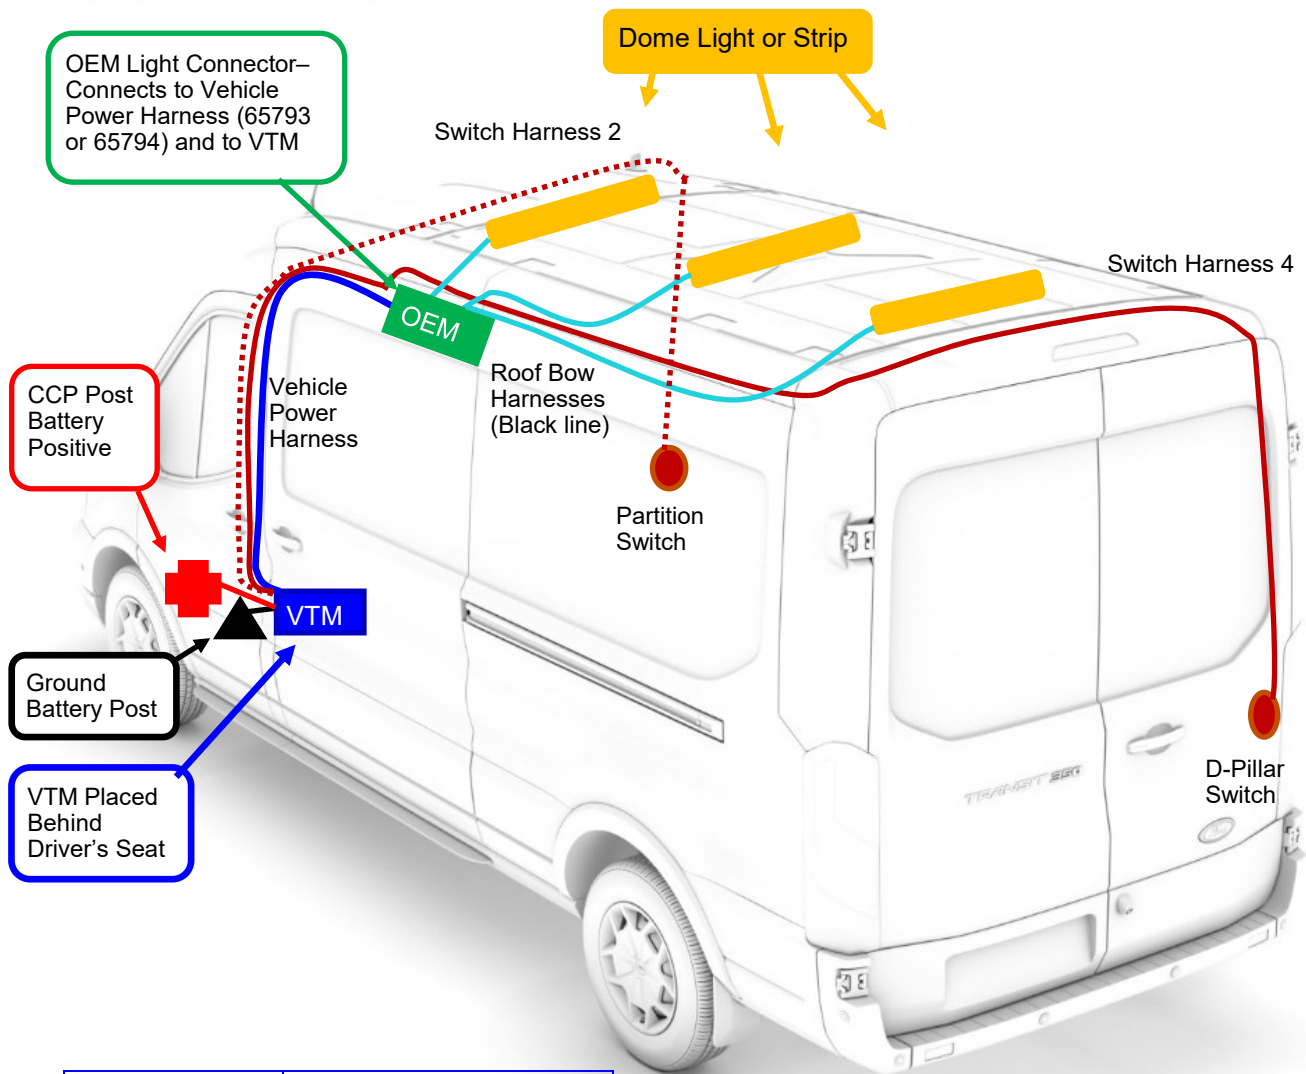 Dome Light or Strip
OEM Light Connector–
Connects to Vehicle
Power Harness (65793
or 65794) and to VTM
Switch Harness 2
Switch Harness 4
OEM
Roof Bow
Harnesses
(Black line)
Vehicle
Power
Harness
CCP Post
Battery
Positive
Partition
Switch
VTM
Ground
Battery Post
VTM Placed
Behind
Driver’s Seat
D-Pillar
Switch
TRANSIT 350